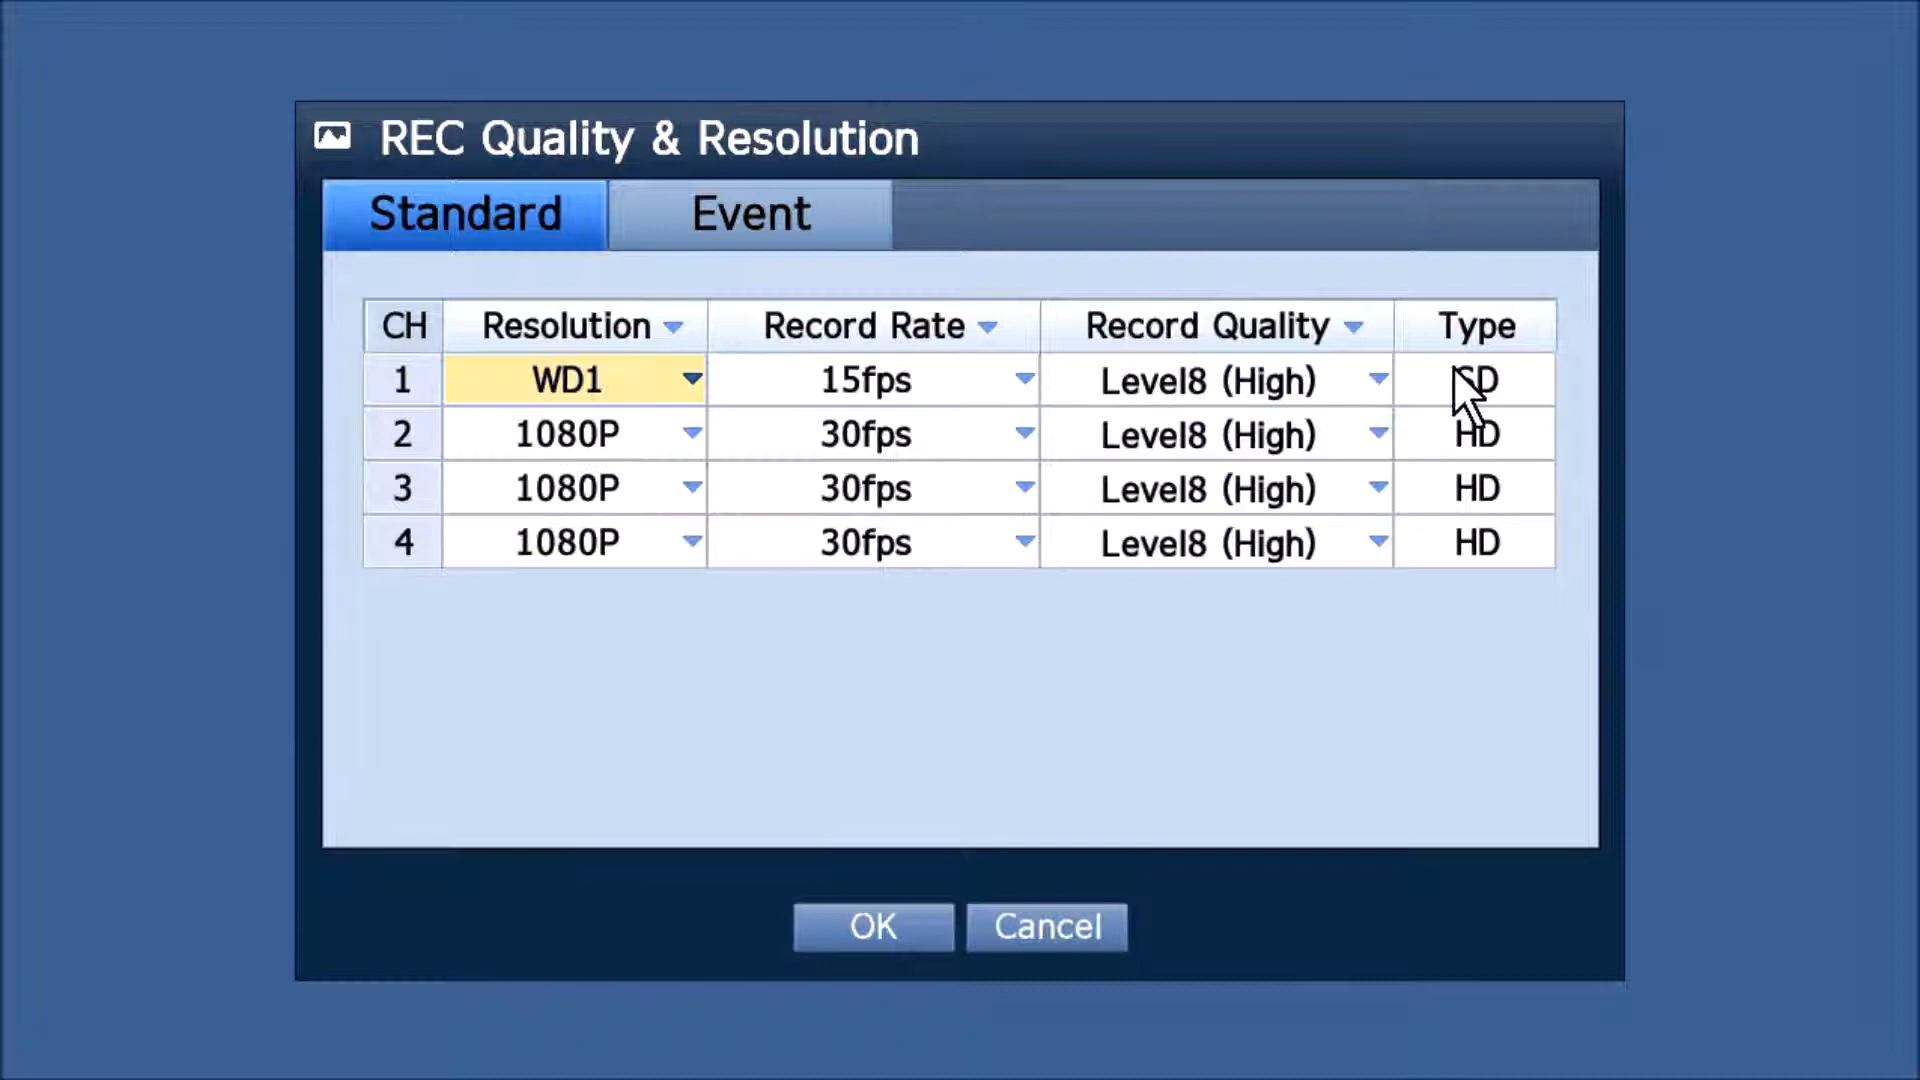 REC Quality & Resolution
Standard Event
CH Resolution Record Rate Record Quality Type
1 WD1 15fps Level8 (High)
2 1080P 30fps Level8 (High) HD
3 1080P 30fps Level8 (High) HD
4 1080P 30fps Level8 (High) HD
OK Cancel